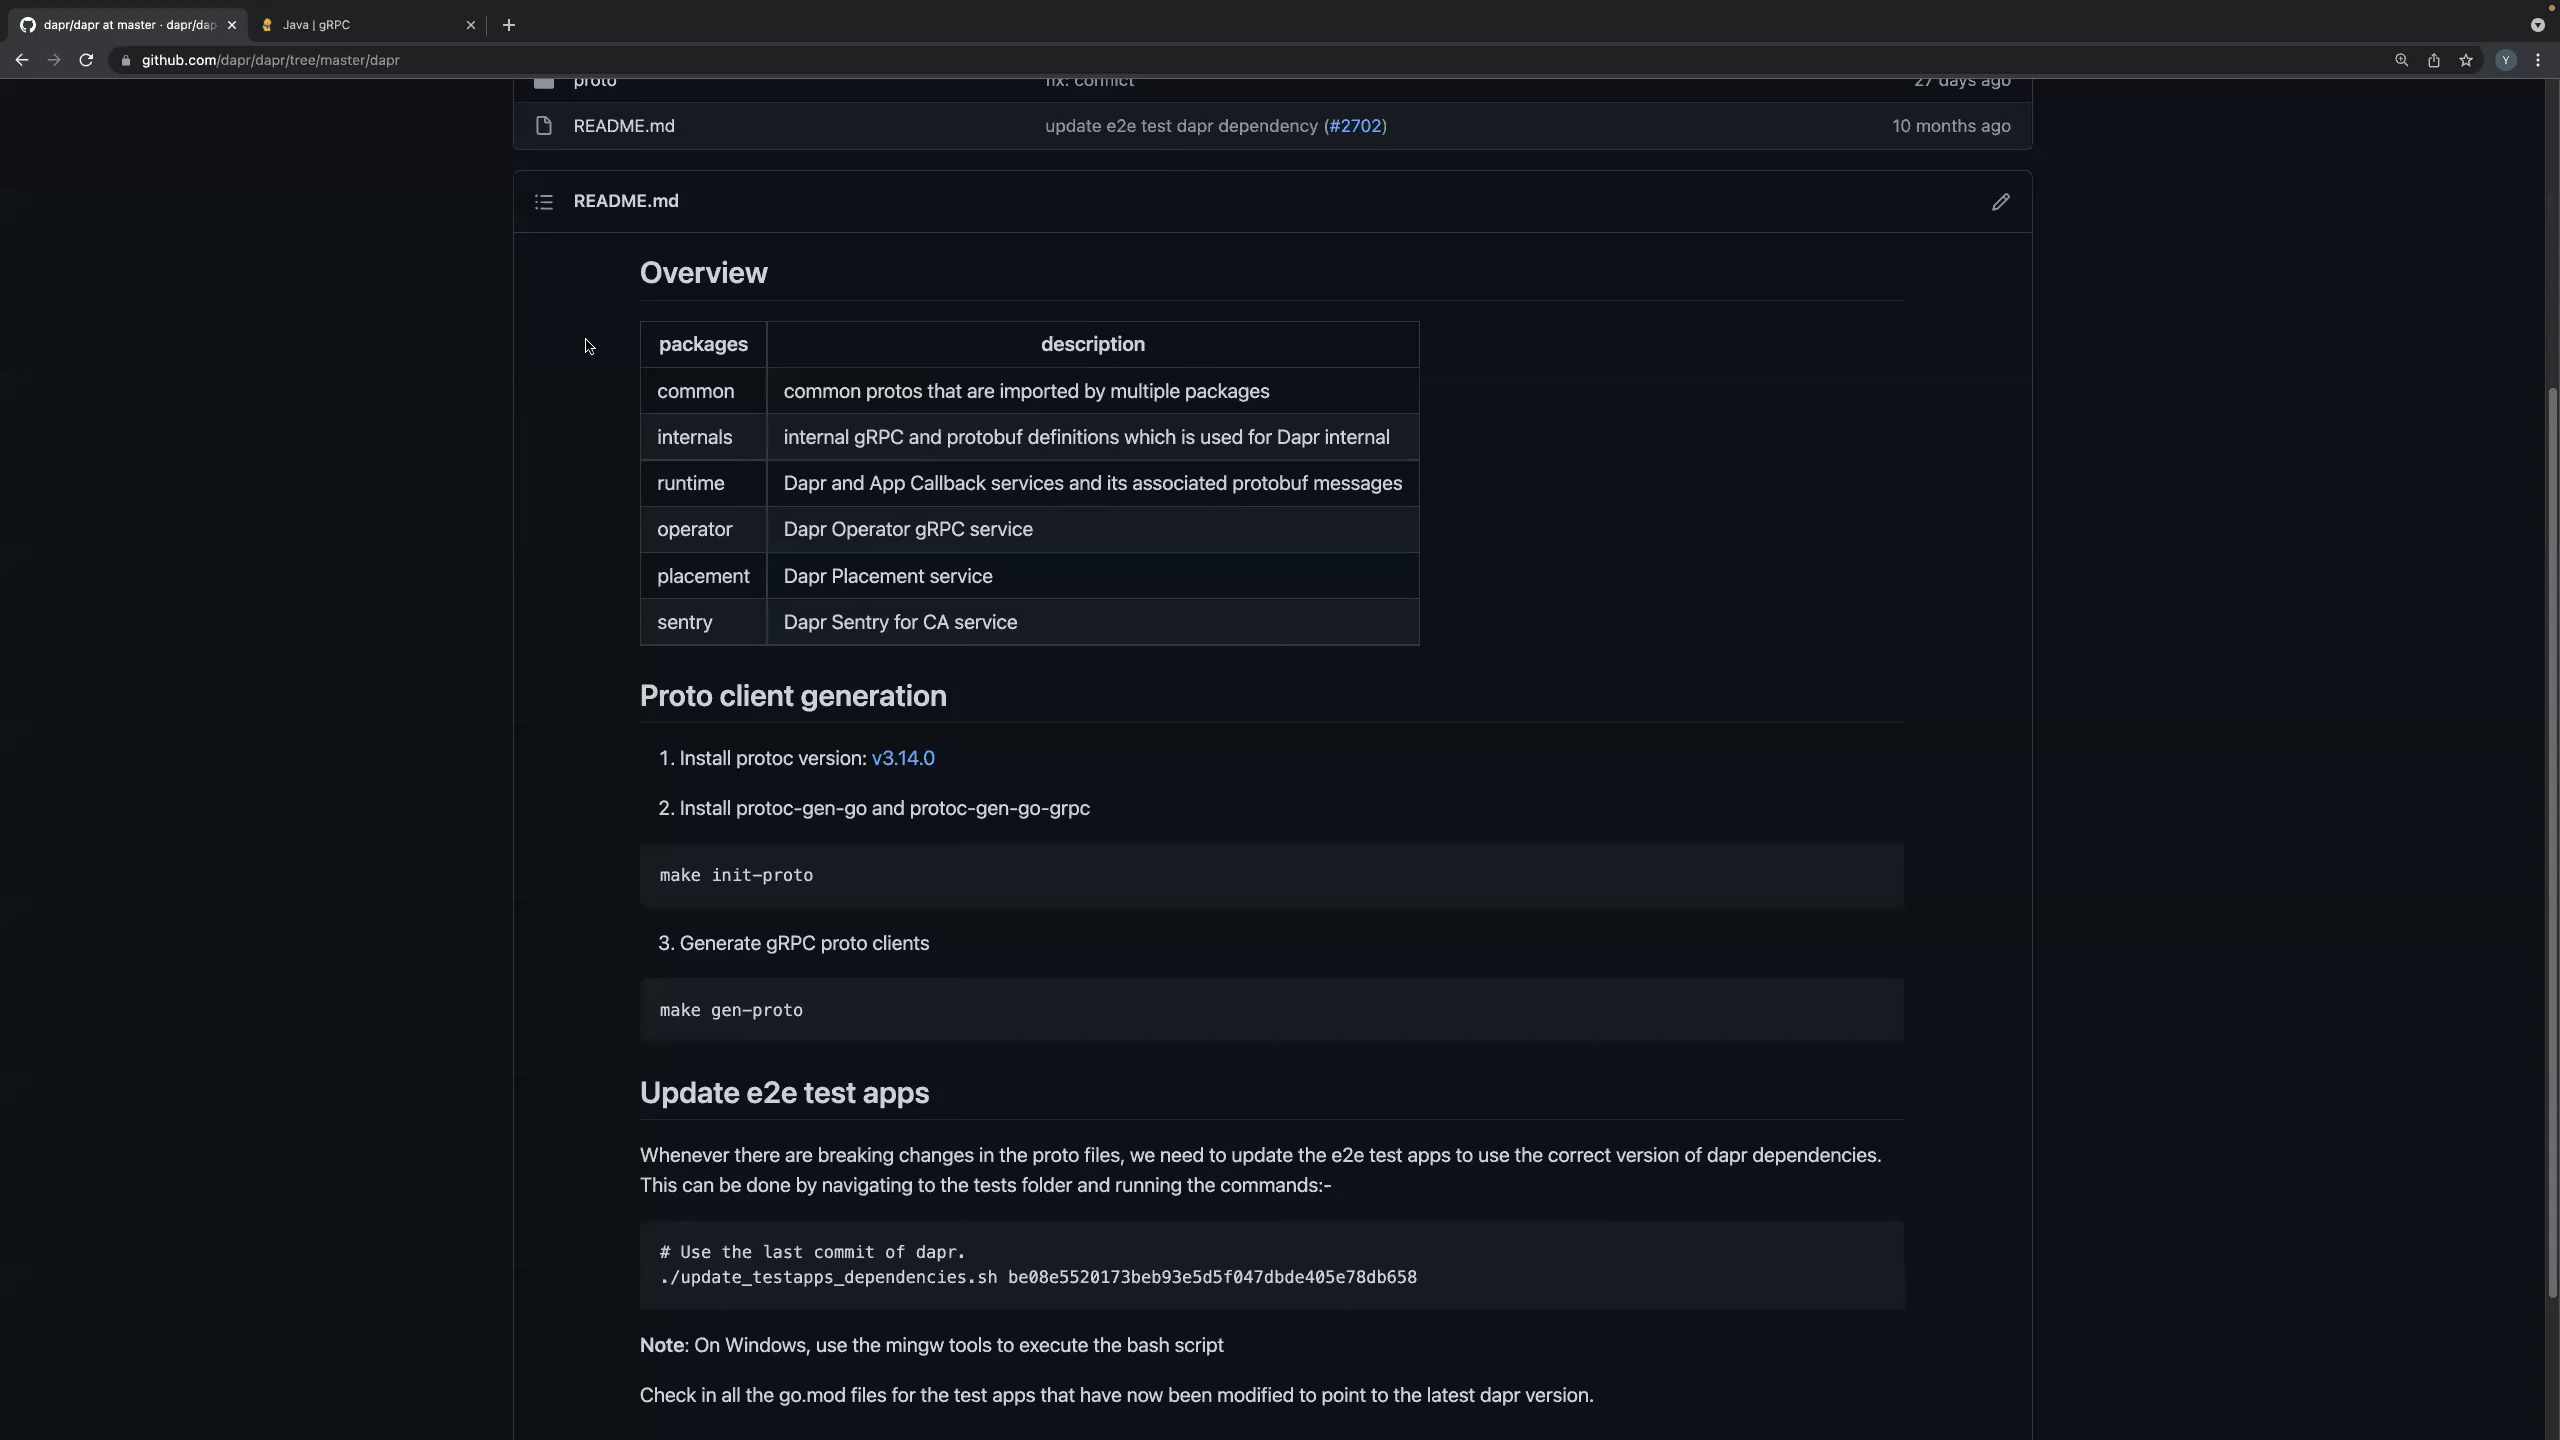 dapr/dapr at master · dapr/dap
Java | gRPC
github.com/dapr/dapr/tree/master/dapr
Y
proto fix: conflict 27 days ago
README.md update e2e test dapr dependency (#2702) 10 months ago
README.md
Overview
packages description
common common protos that are imported by multiple packages
internals internal gRPC and protobuf definitions which is used for Dapr internal
runtime Dapr and App Callback services and its associated protobuf messages
operator Dapr Operator gRPC service
placement Dapr Placement service
sentry Dapr Sentry for CA service
Proto client generation
1. Install protoc version: v3.14.0
2. Install protoc-gen-go and protoc-gen-go-grpc
make init-proto
3. Generate gRPC proto clients
make gen-proto
Update e2e test apps
Whenever there are breaking changes in the proto files, we need to update the e2e test apps to use the correct version of dapr dependencies.
This can be done by navigating to the tests folder and running the commands:-
# Use the last commit of dapr.
./update_testapps_dependencies.sh be08e5520173beb93e5d5f047dbde405e78db658
Note: On Windows, use the mingw tools to execute the bash script
Check in all the go.mod files for the test apps that have now been modified to point to the latest dapr version.